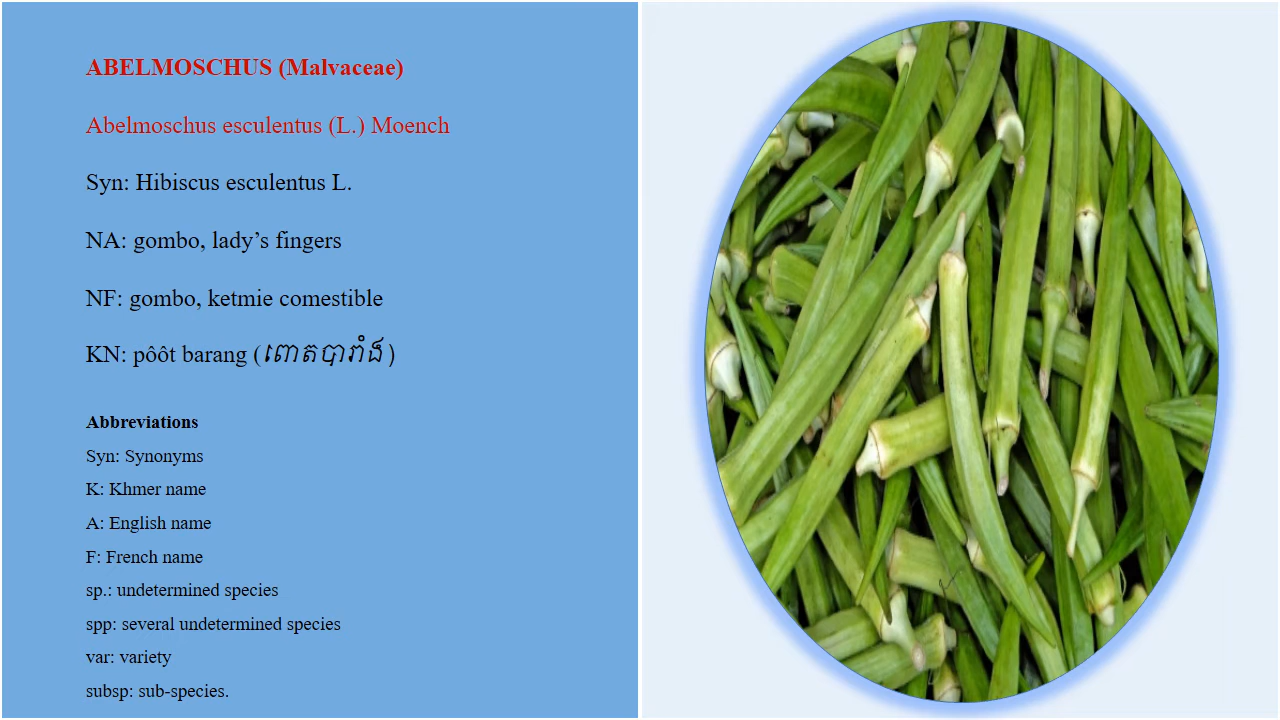 ABELMOSCHUS (Malvaceae)
Abelmoschus esculentus (L.) Moench
Syn: Hibiscus esculentus L.
NA: gombo, lady’s fingers
NF: gombo, ketmie comestible
KN: pôôt barang (ពោតបារាំង)
Abbreviations
Syn: Synonyms
K: Khmer name
A: English name
F: French name
sp.: undetermined species
spp: several undetermined species
var: variety
subsp: sub-species.